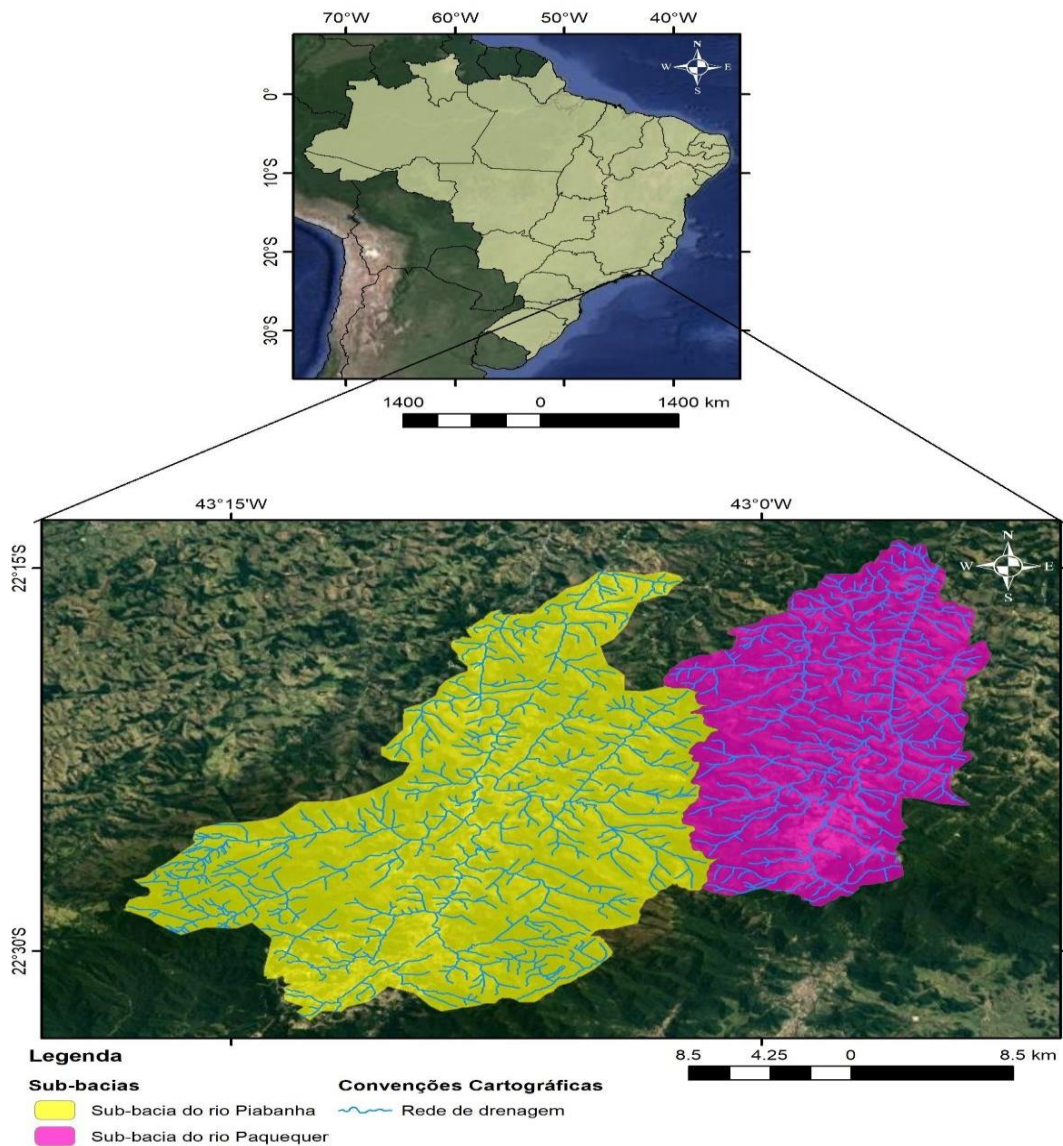 70°W 60°W 50°W 40°W
N
W E
S
0°
10°S
20°S
30°S
1400 0 1400 km
43°15'W 43°0'W
22°15'S
N
W E
S
22°30'S
Legenda
8.5 4.25 0 8.5 km
Sub-bacias Convenções Cartográficas
Sub-bacia do rio Piabanha Rede de drenagem
Sub-bacia do rio Paquequer